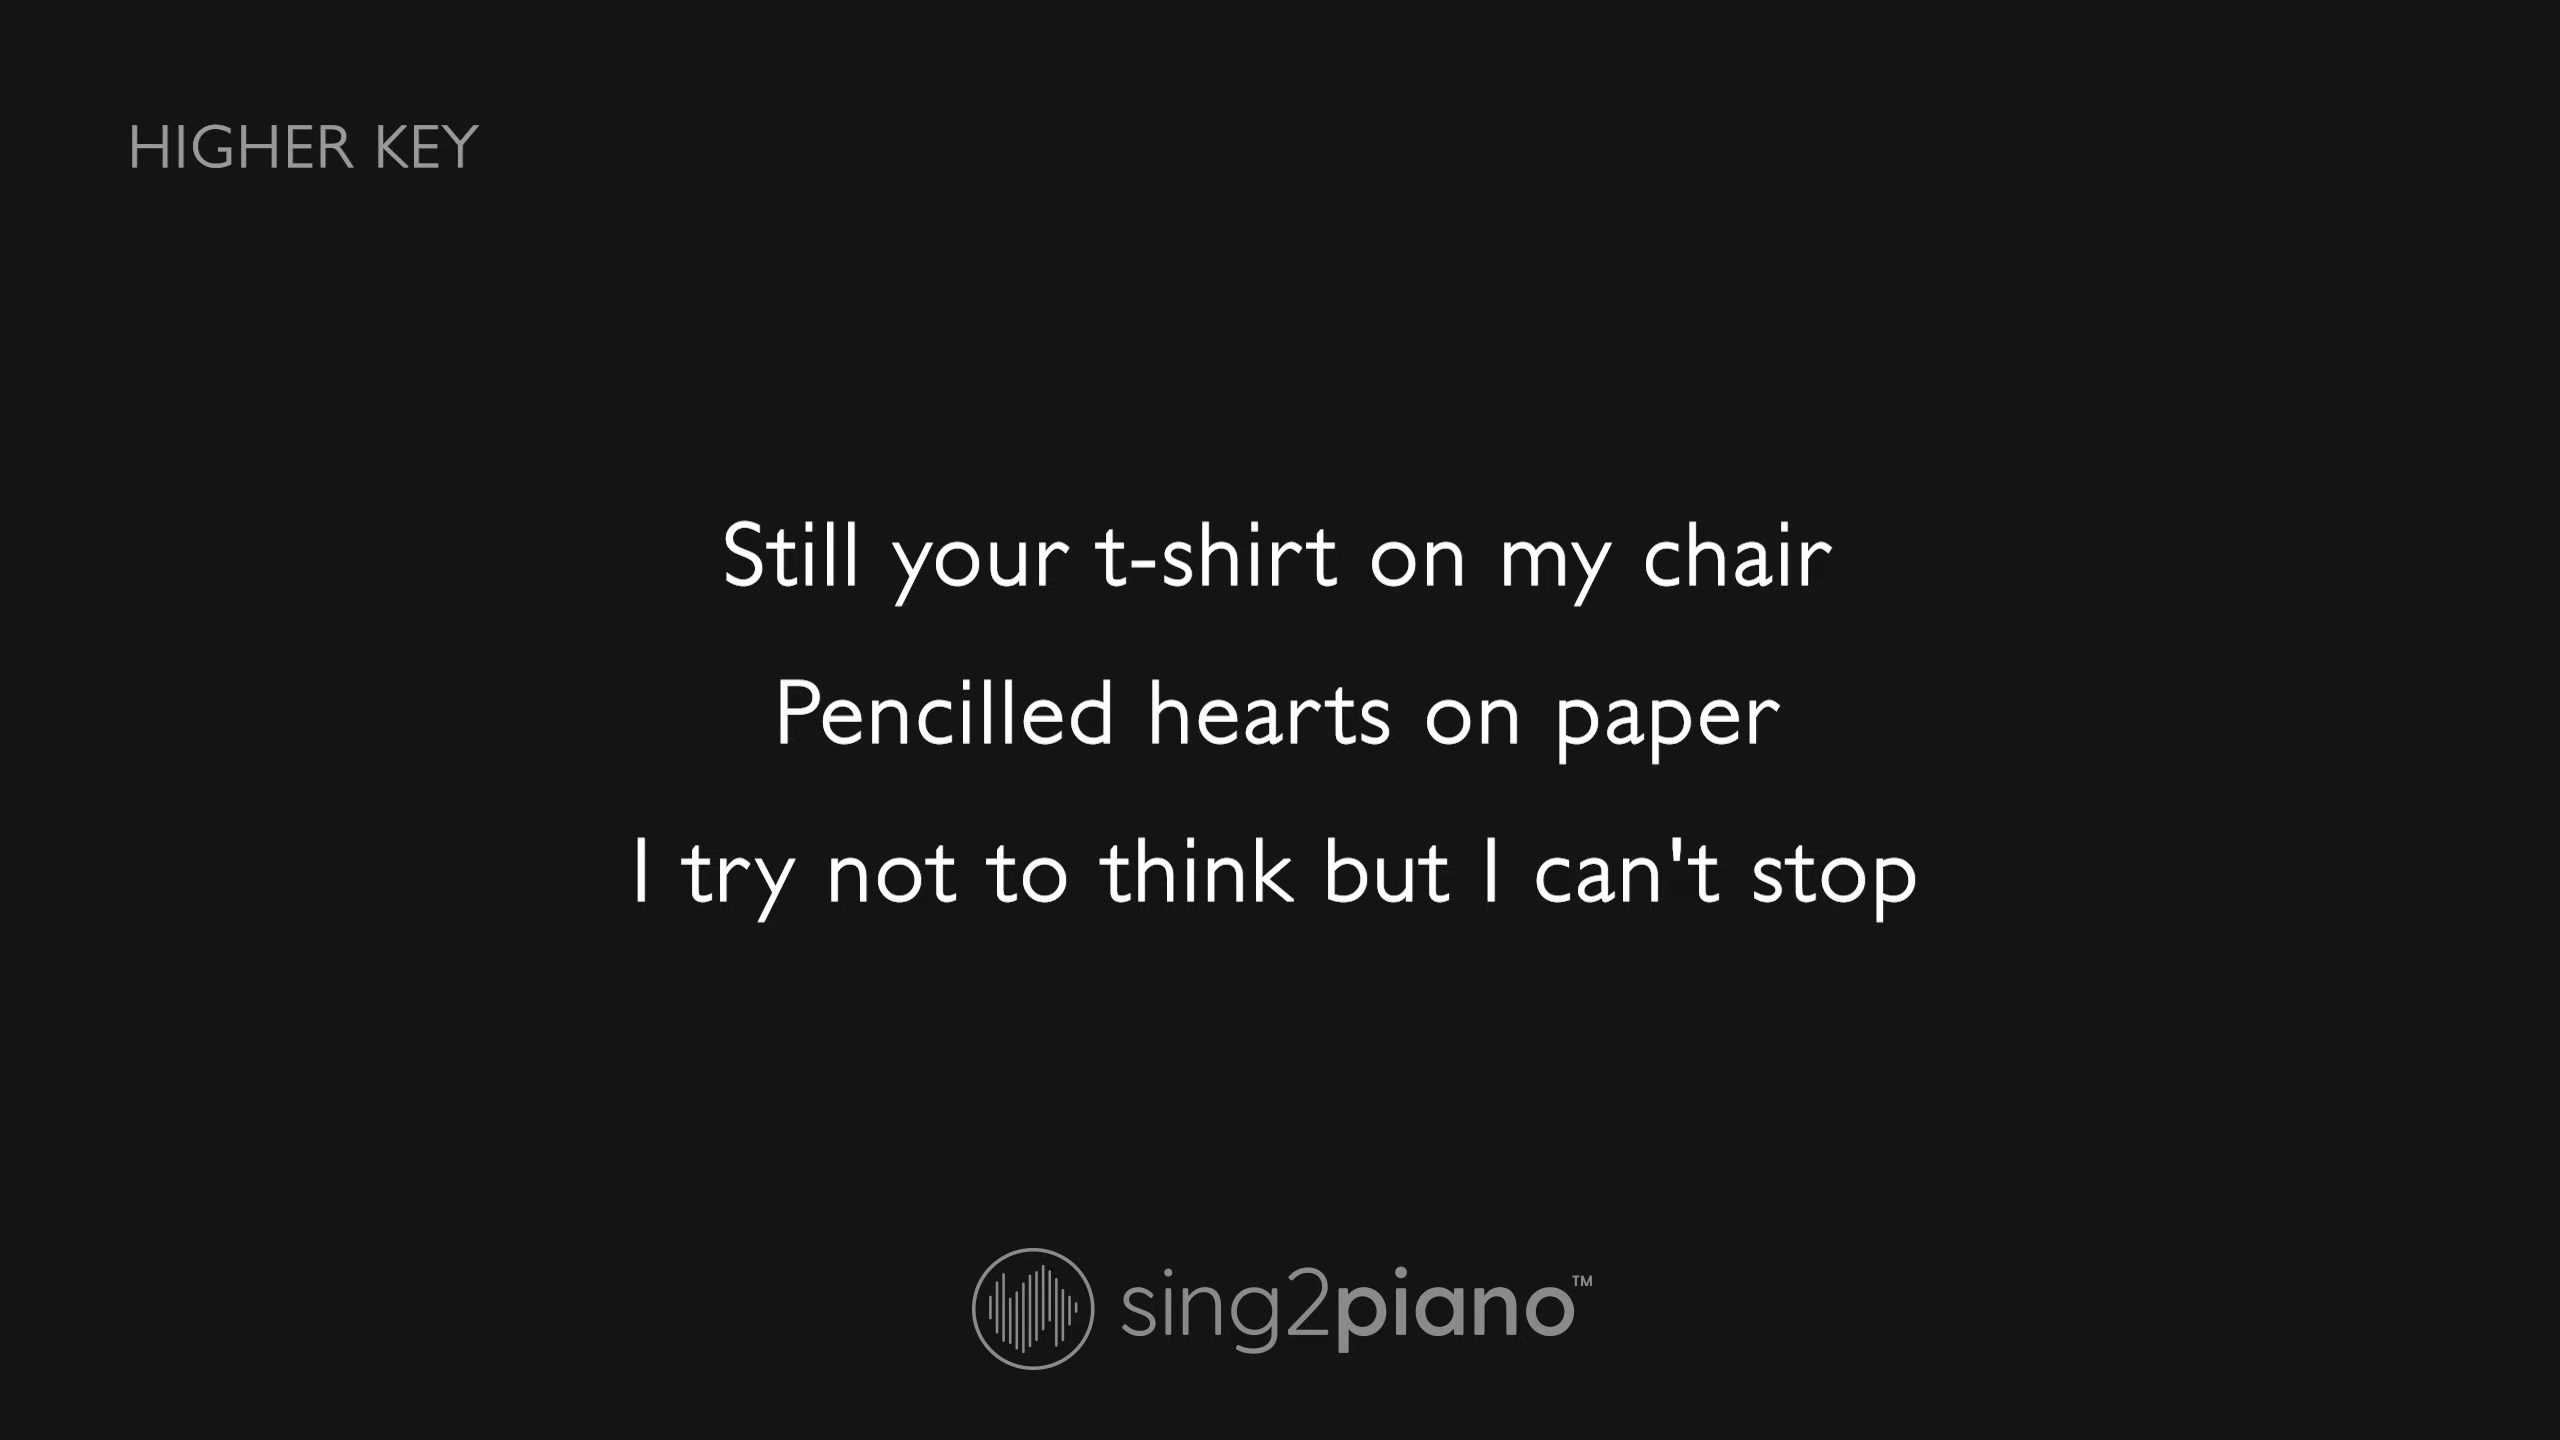 HIGHER KEY
Still your t-shirt on my chair
Pencilled hearts on paper
I try not to think but I can't stop
sing2piano™